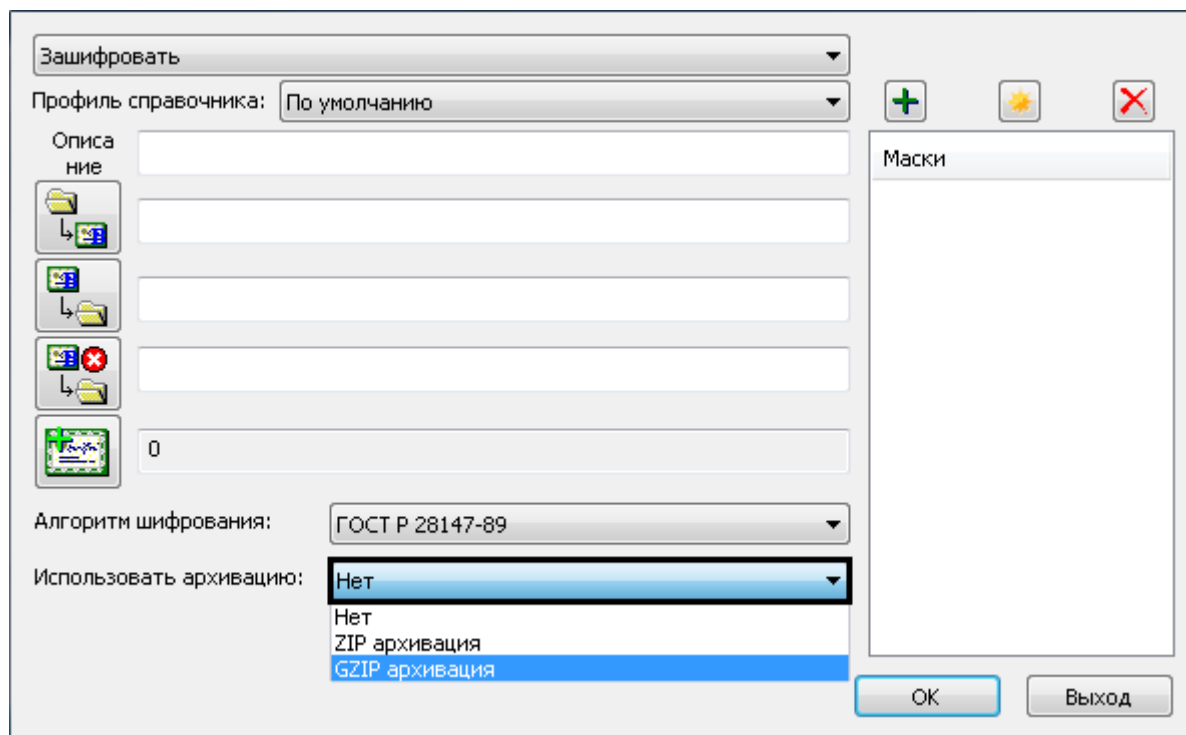 Зашифровать
Профиль справочника: По умолчанию
Описа
ние
Маски
0
Алгоритм шифрования: ГОСТ Р 28147-89
Использовать архивацию: Нет
Нет
ZIP архивация
GZIP архивация
ОК Выход